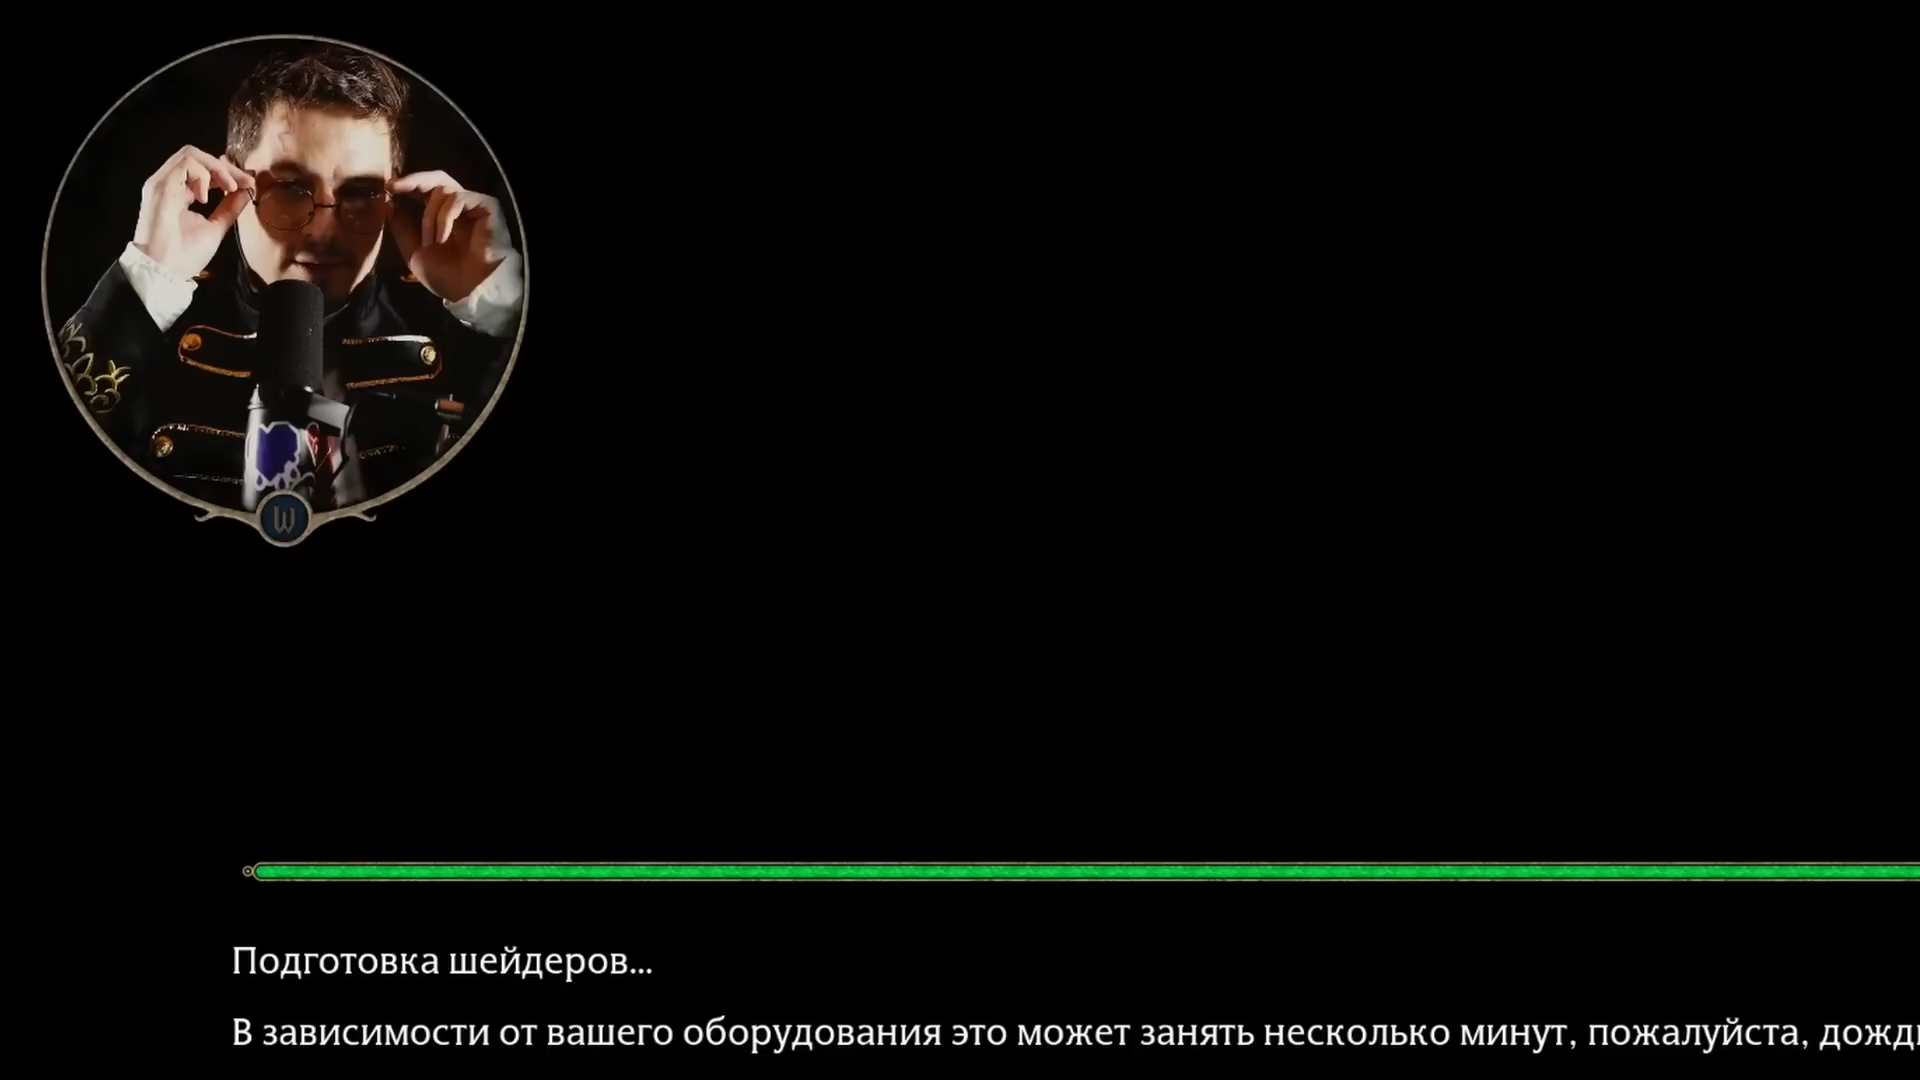 W
Подготовка шейдеров...
В зависимости от вашего оборудования это может занять несколько минут, пожалуйста,